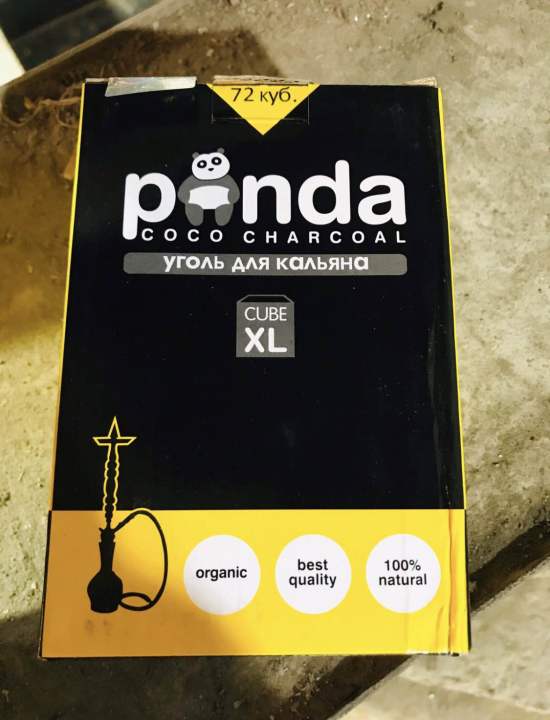 72 куб.
panda
COCO CHARCOAL
уголь для кальяна
CUBE
XL
organic
best
quality
100%
natural